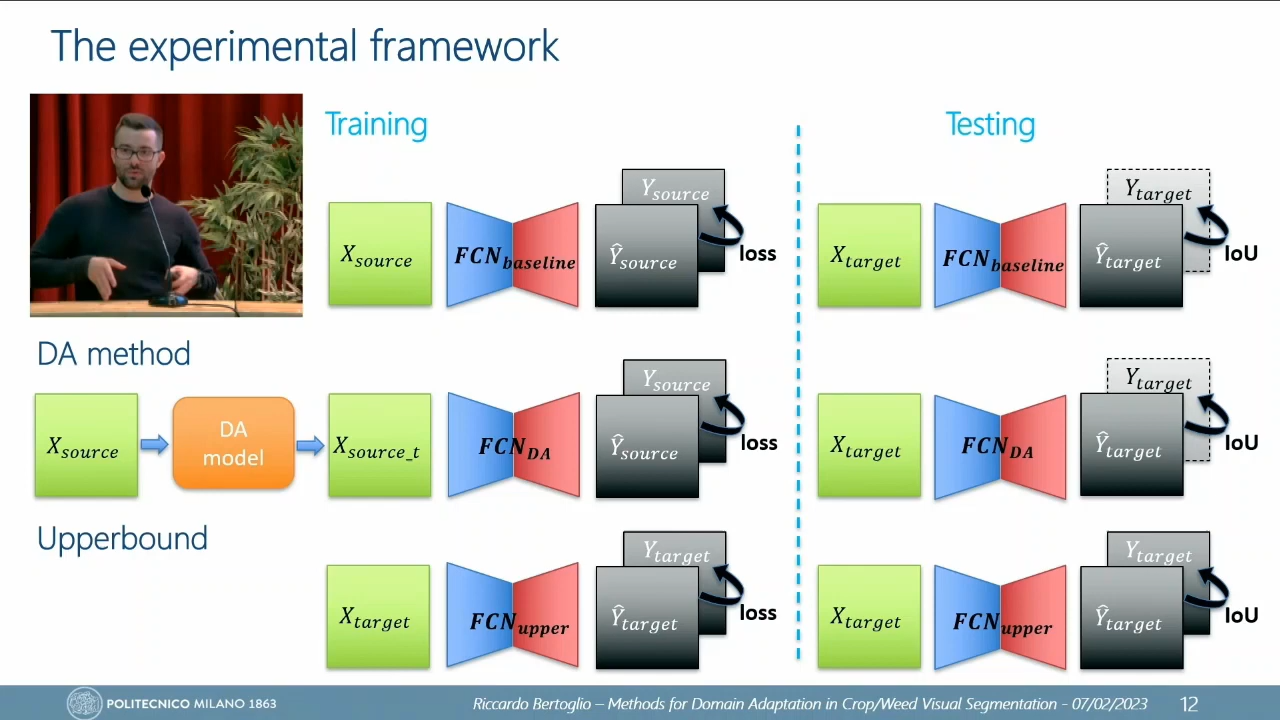 The experimental framework
Training
Testing
X_source
FCN_baseline
Y_source
Ŷ_source
loss
X_target
FCN_baseline
Y_target
Ŷ_target
IoU
DA method
X_source
DA
model
X_source_t
FCN_DA
Y_source
Ŷ_source
loss
X_target
FCN_DA
Y_target
Ŷ_target
IoU
Upperbound
X_target
FCN_upper
Y_target
Ŷ_target
loss
X_target
FCN_upper
Y_target
Ŷ_target
IoU
POLITECNICO MILANO 1863
Riccardo Bertoglio – Methods for Domain Adaptation in Crop/Weed Visual Segmentation - 07/02/2023
12